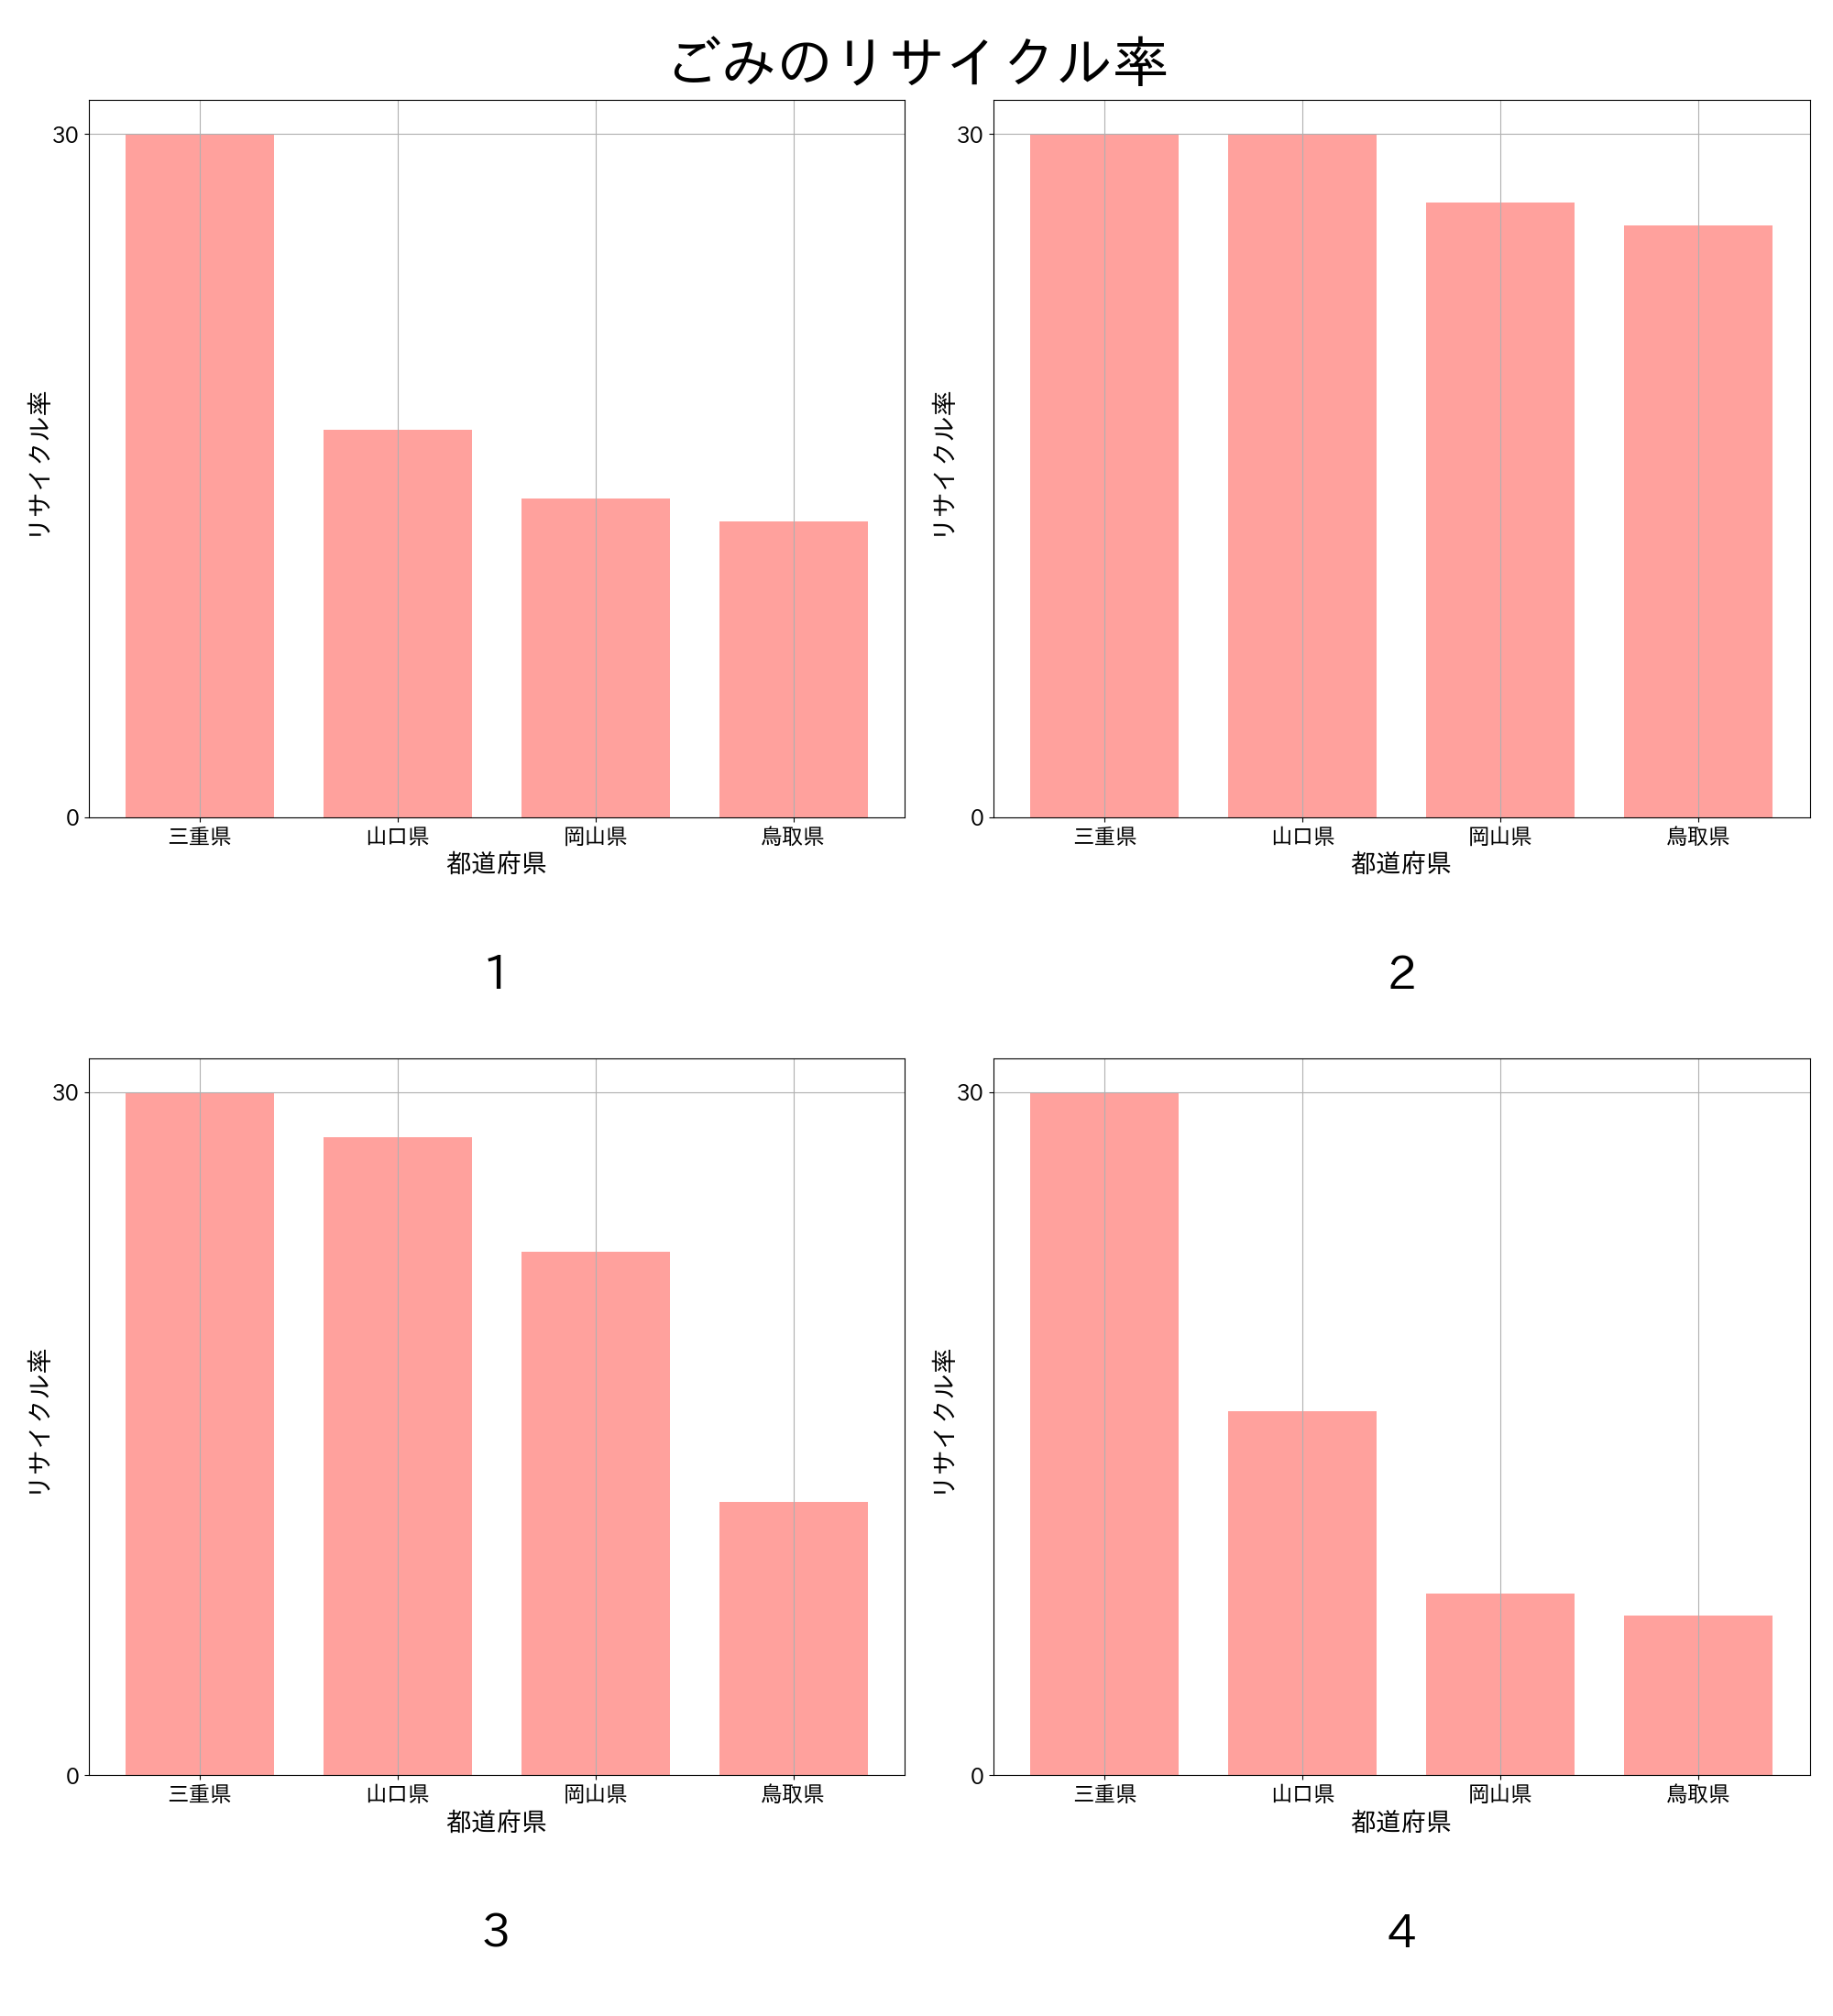 ごみのリサイクル率
30
0
リサイクル率
三重県 山口県 岡山県 鳥取県
都道府県
1
30
0
リサイクル率
三重県 山口県 岡山県 鳥取県
都道府県
2
30
0
リサイクル率
三重県 山口県 岡山県 鳥取県
都道府県
3
30
0
リサイクル率
三重県 山口県 岡山県 鳥取県
都道府県
4